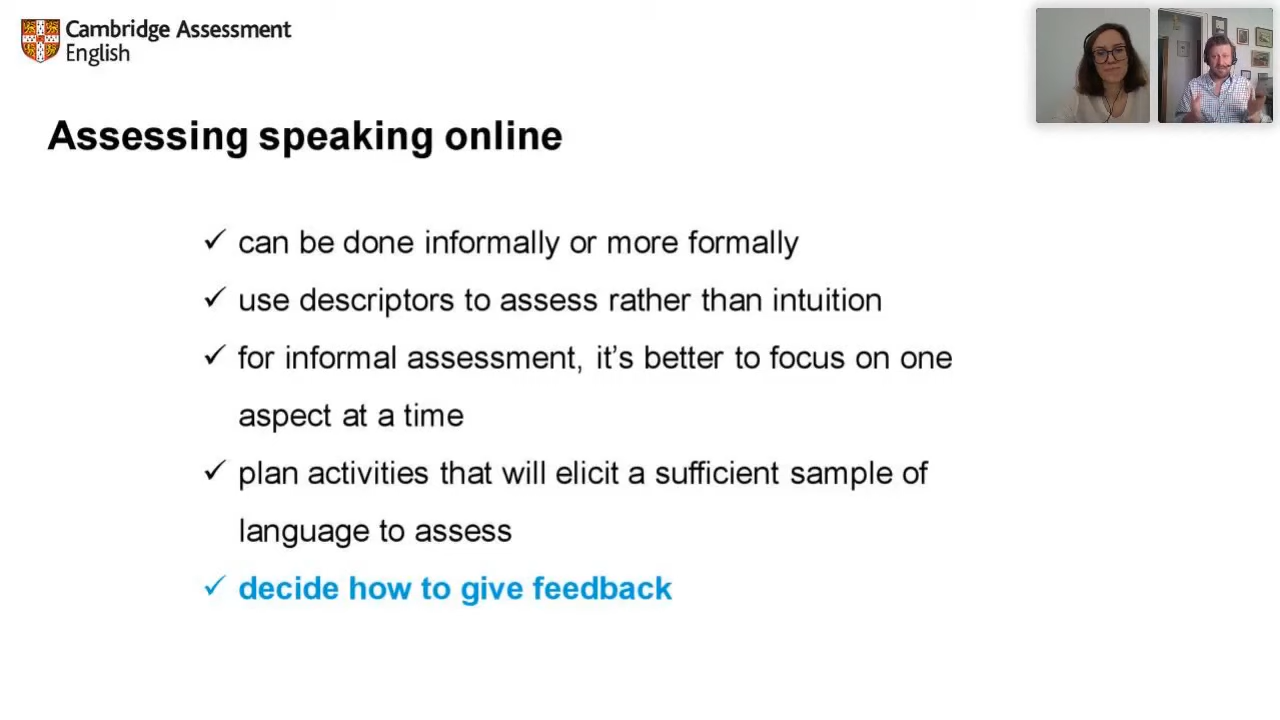 Cambridge Assessment
English
Assessing speaking online
✓ can be done informally or more formally
✓ use descriptors to assess rather than intuition
✓ for informal assessment, it’s better to focus on one
aspect at a time
✓ plan activities that will elicit a sufficient sample of
language to assess
✓ decide how to give feedback